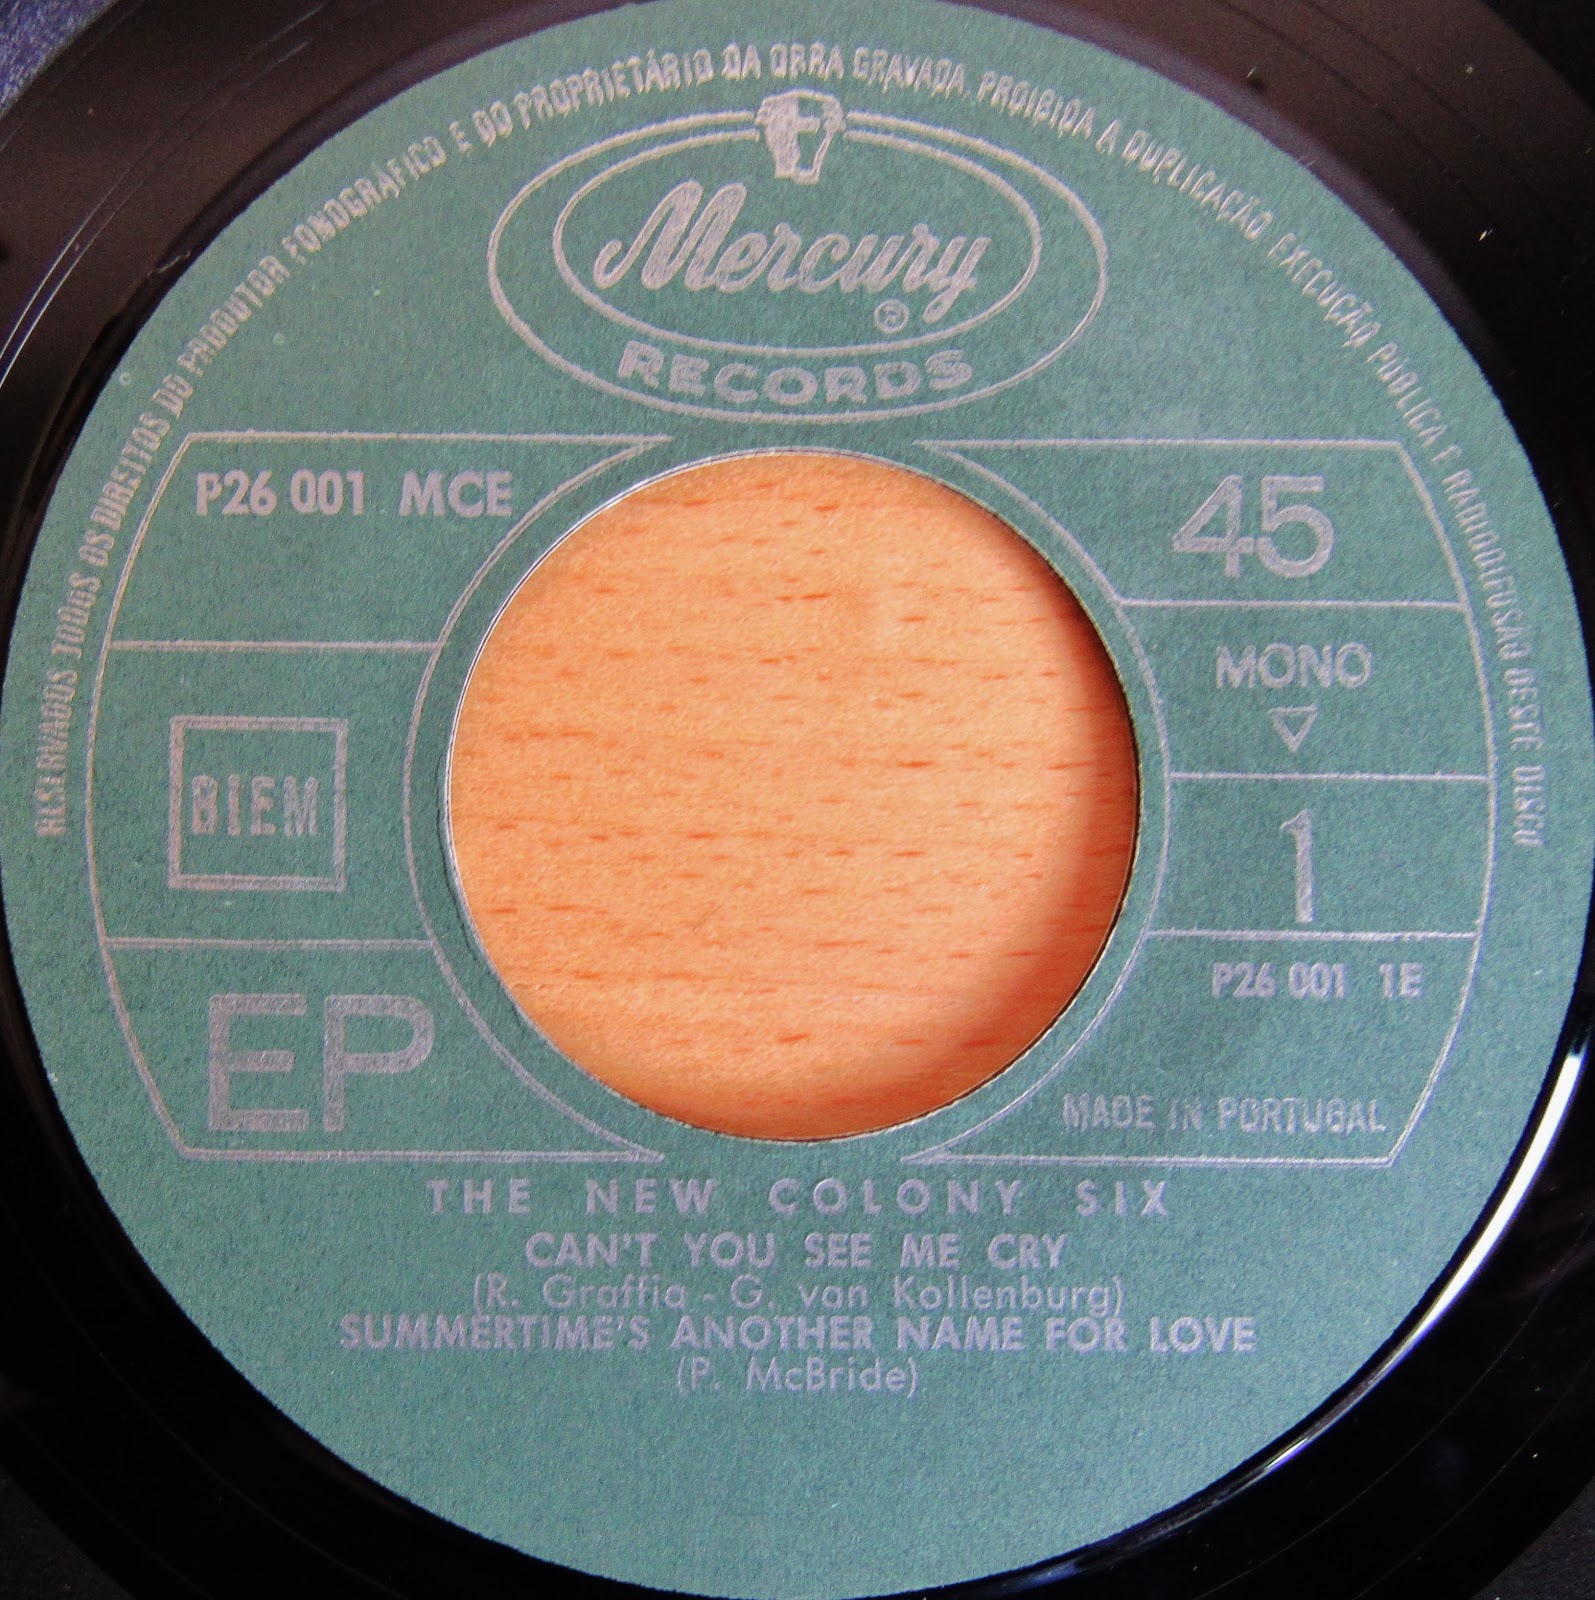 RESERVADOS TODOS OS DIREITOS DO PRODUTOR FONOGRÁFICO E DO PROPRIETÁRIO DA OBRA GRAVADA. PROIBIDA A DUPLICAÇÃO EXECUÇÃO PÚBLICA E RADIODIFUSÃO DESTE DISCO
Mercury
®
RECORDS
P26 001 MCE
45
MONO
BIEM
1
P26 001 1E
EP
MADE IN PORTUGAL
THE NEW COLONY SIX
CAN'T YOU SEE ME CRY
(R. Graffia - G. van Kollenburg)
SUMMERTIME'S ANOTHER NAME FOR LOVE
(P. McBride)